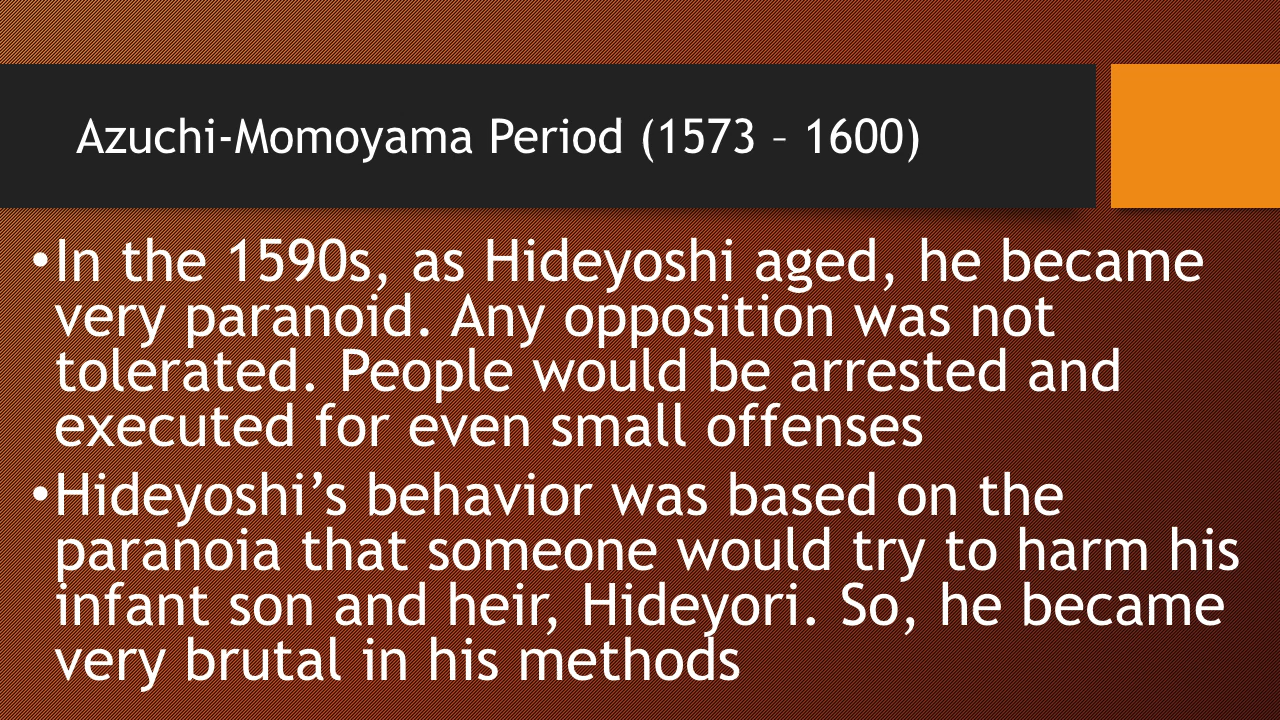 Azuchi-Momoyama Period (1573 – 1600)
•In the 1590s, as Hideyoshi aged, he became
very paranoid. Any opposition was not
tolerated. People would be arrested and
executed for even small offenses
•Hideyoshi’s behavior was based on the
paranoia that someone would try to harm his
infant son and heir, Hideyori. So, he became
very brutal in his methods